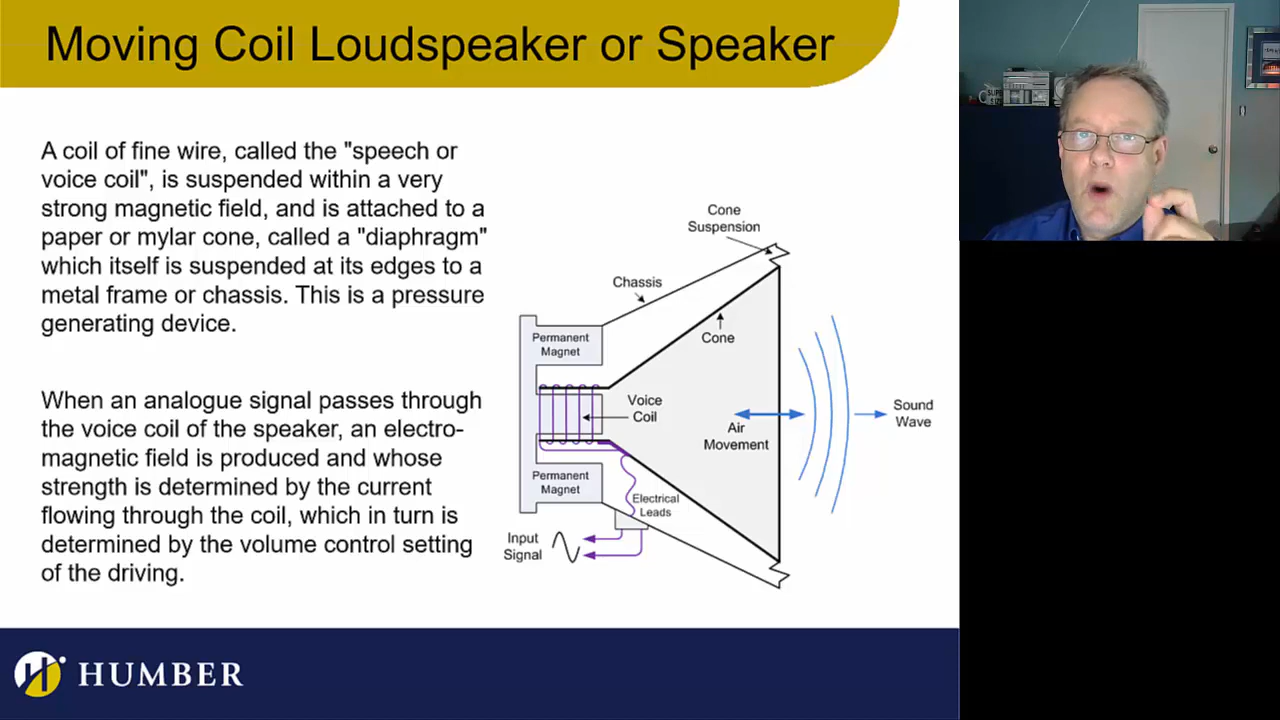 Moving Coil Loudspeaker or Speaker
A coil of fine wire, called the "speech or
voice coil", is suspended within a very
strong magnetic field, and is attached to a
paper or mylar cone, called a "diaphragm"
which itself is suspended at its edges to a
metal frame or chassis. This is a pressure
generating device.
When an analogue signal passes through
the voice coil of the speaker, an electro-
magnetic field is produced and whose
strength is determined by the current
flowing through the coil, which in turn is
determined by the volume control setting
of the driving.
Cone
Suspension
Chassis
Permanent
Magnet
Cone
Voice
Coil
Air
Movement
Sound
Wave
Permanent
Magnet
Electrical
Leads
Input
Signal
HUMBER